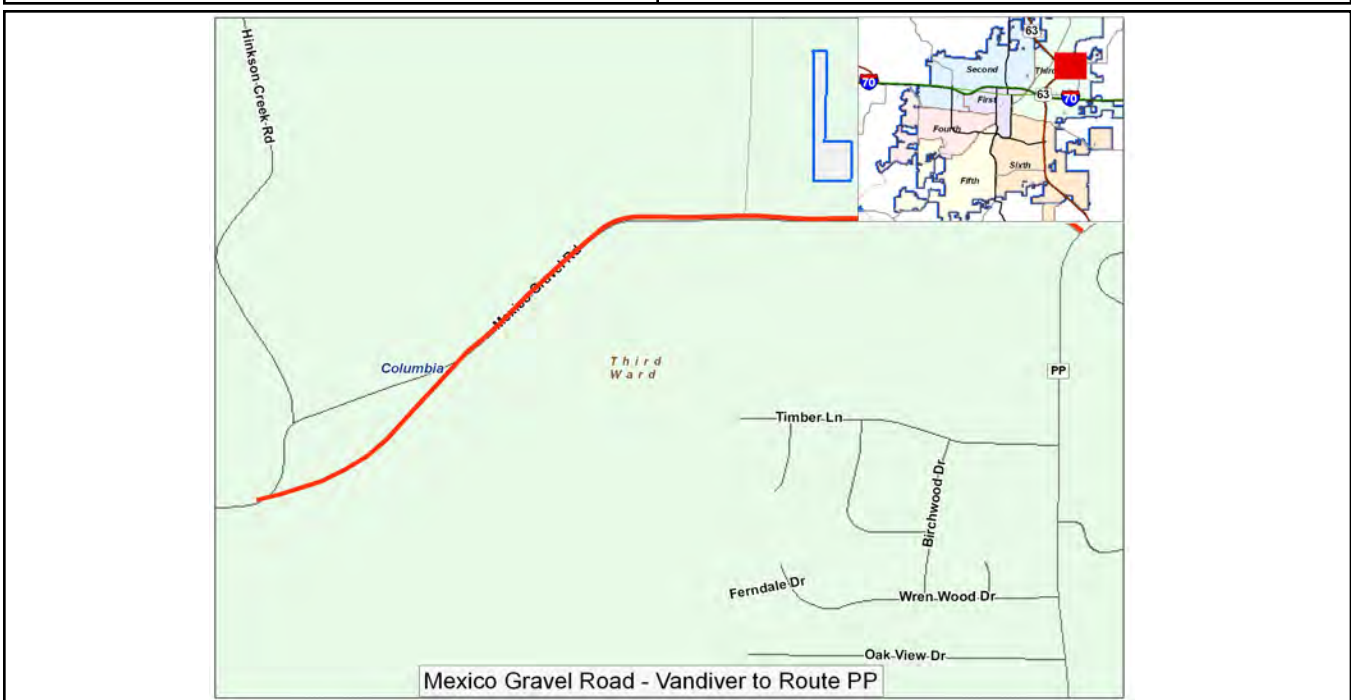 Hinkson Creek Rd
63
Second
Third
70
63
70
First
Fourth
Sixth
Fifth
Mexico Gravel Rd
Columbia
Third
Ward
PP
Timber Ln
Birchwood Dr
Ferndale Dr
Wren Wood Dr
Oak View Dr
Mexico Gravel Road - Vandiver to Route PP